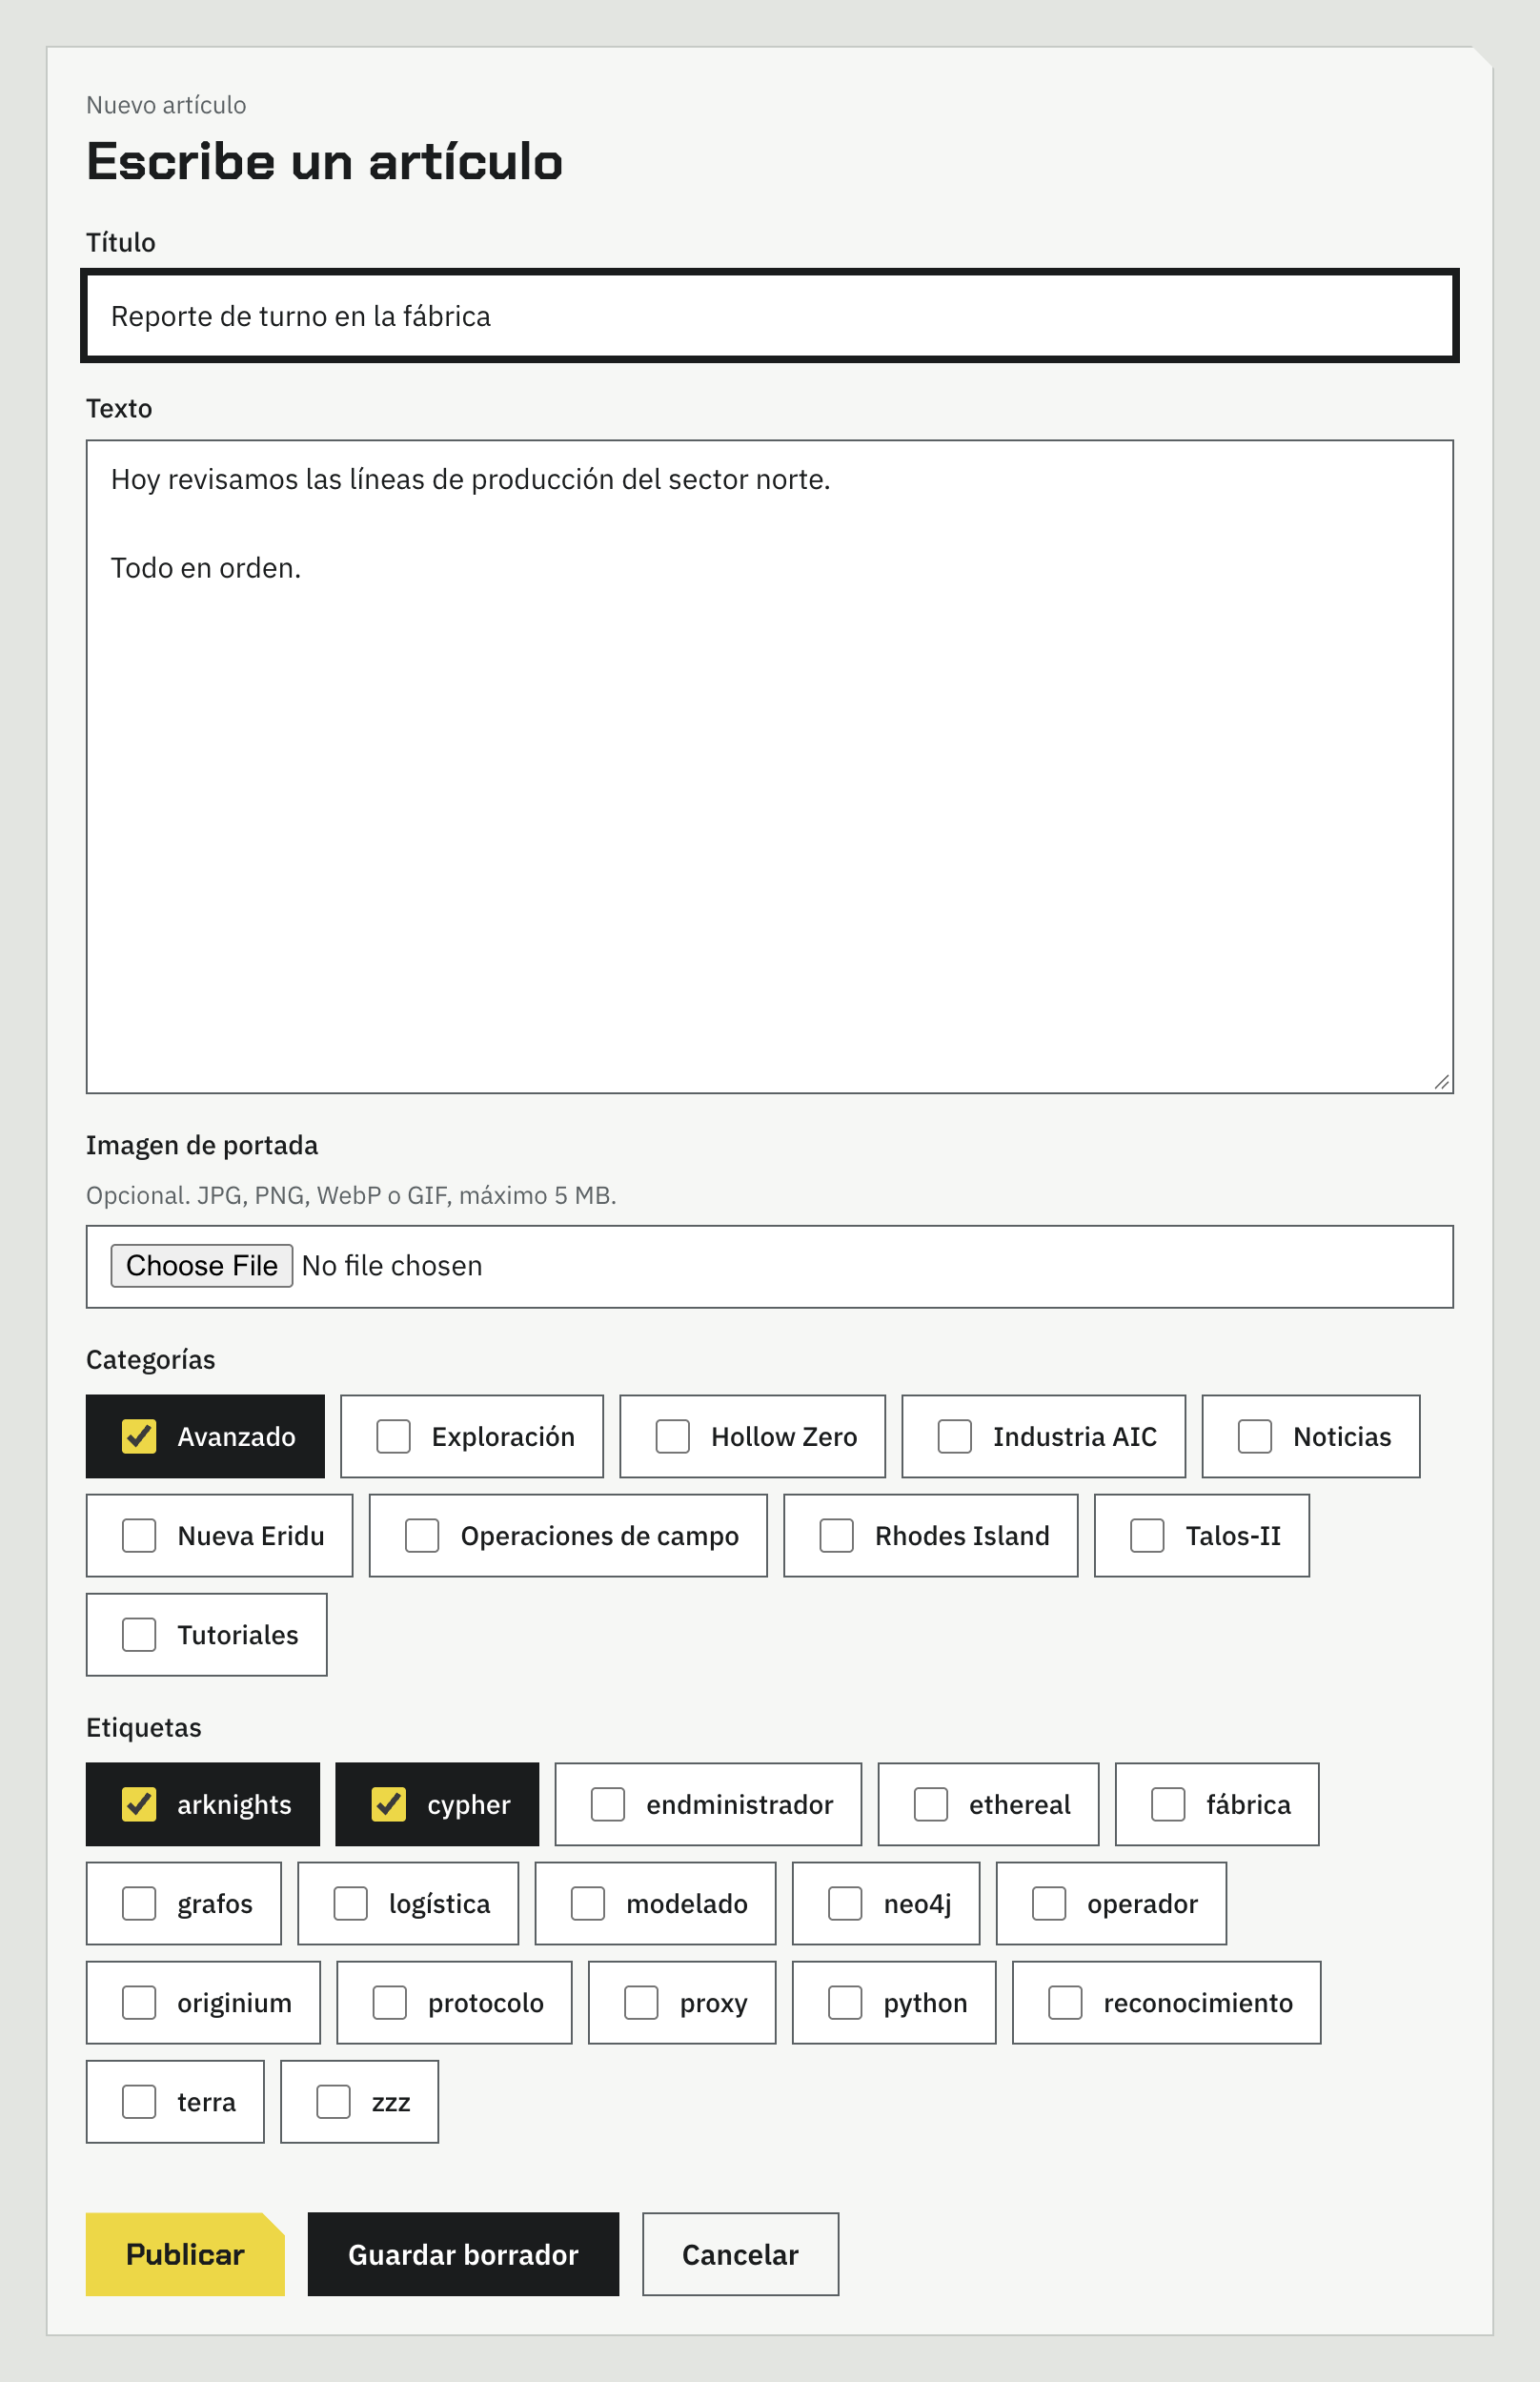 Nuevo artículo
Escribe un artículo
Título
Reporte de turno en la fábrica
Texto
Hoy revisamos las líneas de producción del sector norte.
Todo en orden.
Imagen de portada
Opcional. JPG, PNG, WebP o GIF, máximo 5 MB.
Choose File No file chosen
Categorías
Avanzado Exploración Hollow Zero Industria AIC Noticias
Nueva Eridu Operaciones de campo Rhodes Island Talos-II
Tutoriales
Etiquetas
arknights cypher endministrador ethereal fábrica
grafos logística modelado neo4j operador
originium protocolo proxy python reconocimiento
terra zzz
Publicar Guardar borrador Cancelar